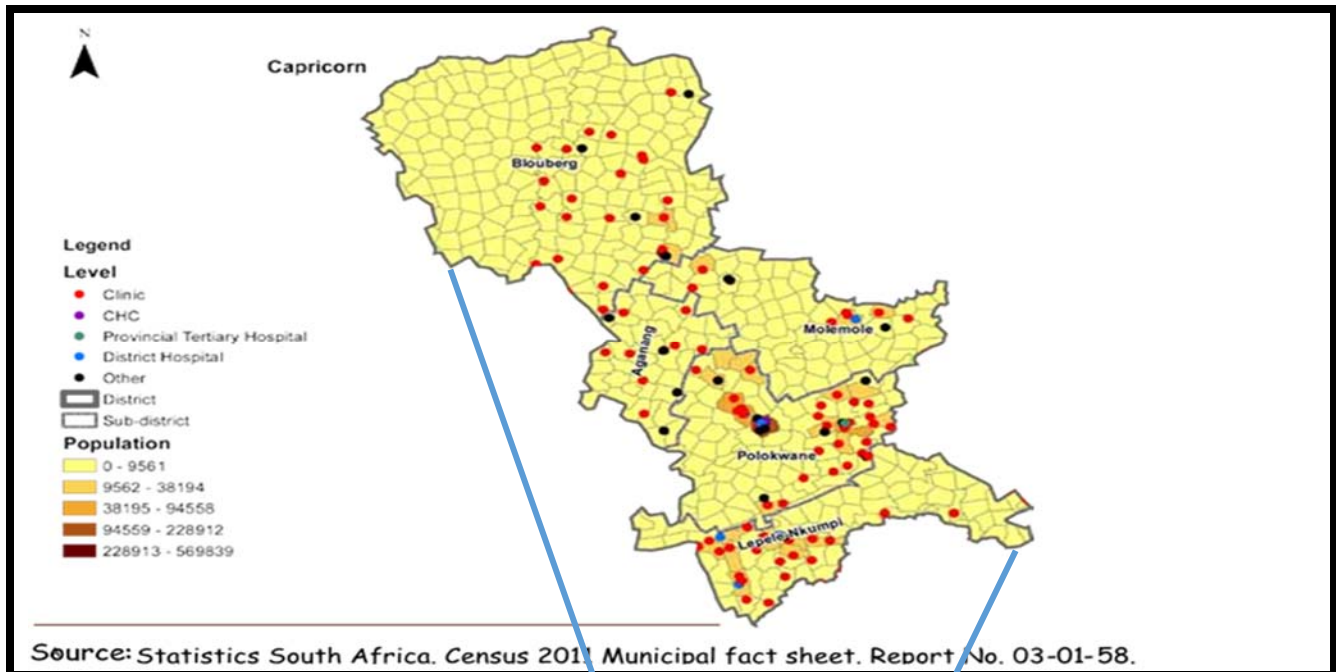 N
Capricorn
Blouberg
Legend
Level
Clinic
CHC
Provincial Tertiary Hospital
District Hospital
Other
District
Sub-district
Population
0 - 9561
9562 - 38194
38195 - 94558
94559 - 228912
228913 - 569839
Molemole
Aganang
Polokwane
Lepele Nkumpi
Source: Statistics South Africa. Census 2011 Municipal fact sheet. Report No. 03-01-58.